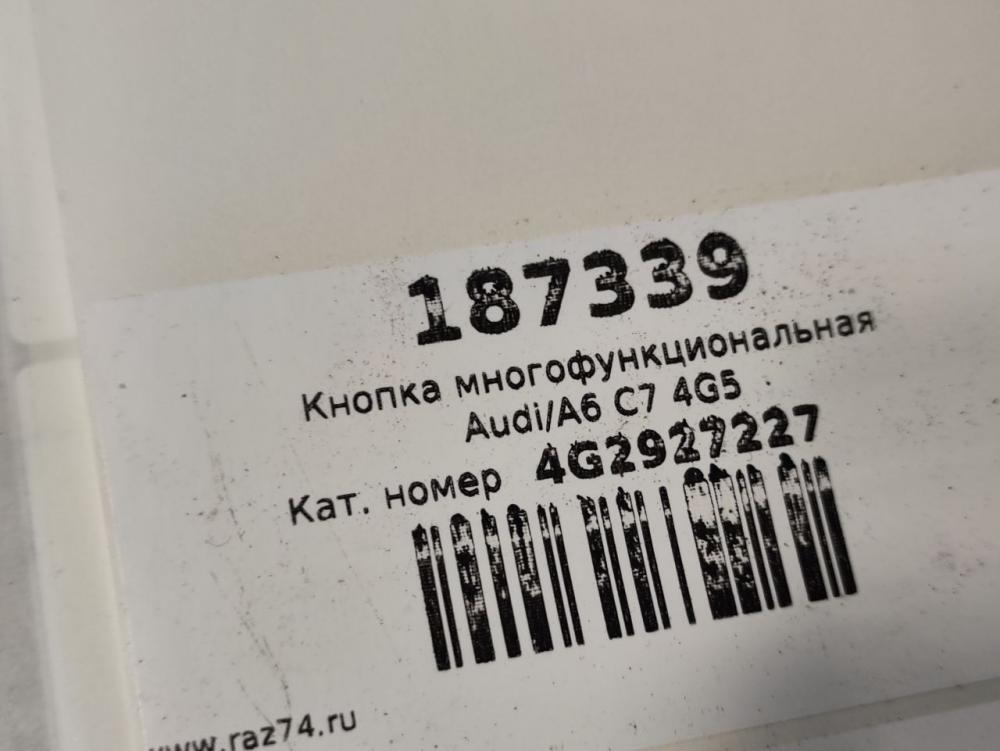 187339
Кнопка многофункциональная
Audi/A6 C7 4G5
Кат. номер 4G2927227
www.raz74.ru